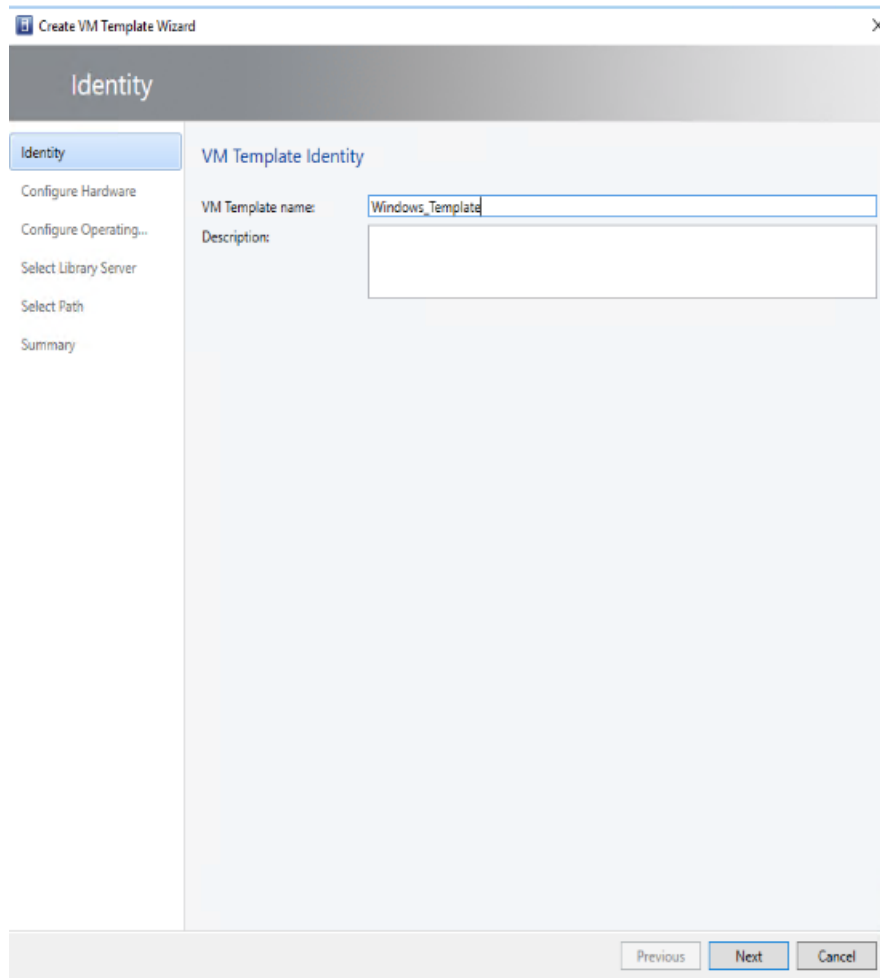 Create VM Template Wizard
Identity
Identity
Configure Hardware
Configure Operating...
Select Library Server
Select Path
Summary
VM Template Identity
VM Template name: Windows_Template
Description:
Previous Next Cancel